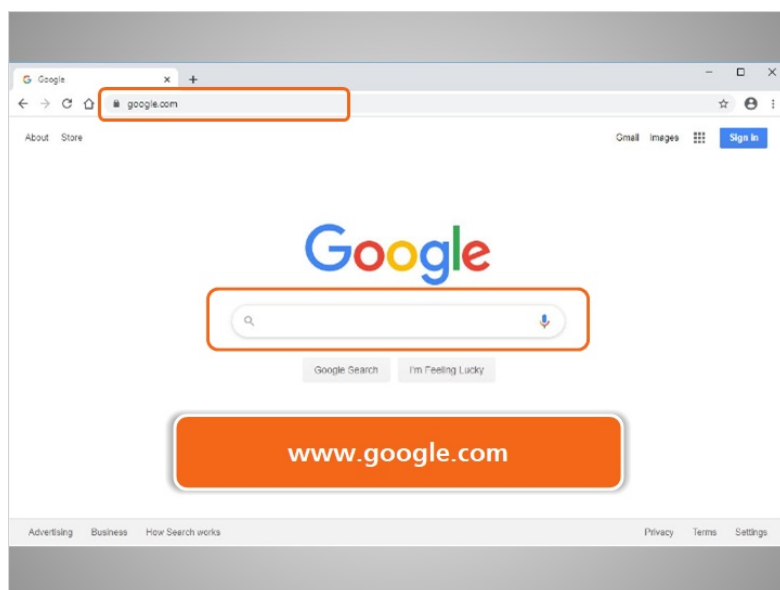 Google
google.com
About Store
Gmail Images Sign in
Google
Google Search I'm Feeling Lucky
www.google.com
Advertising Business How Search works Privacy Terms Settings